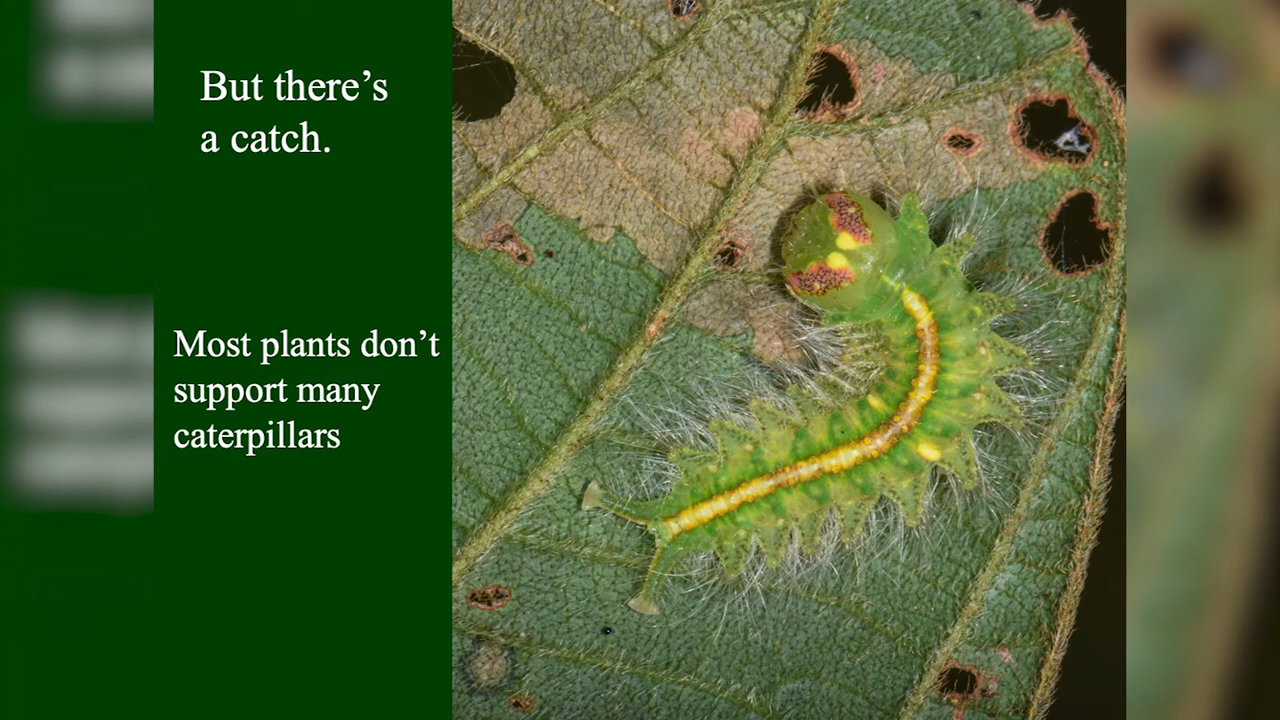 But there’s
a catch.
Most plants don’t
support many
caterpillars